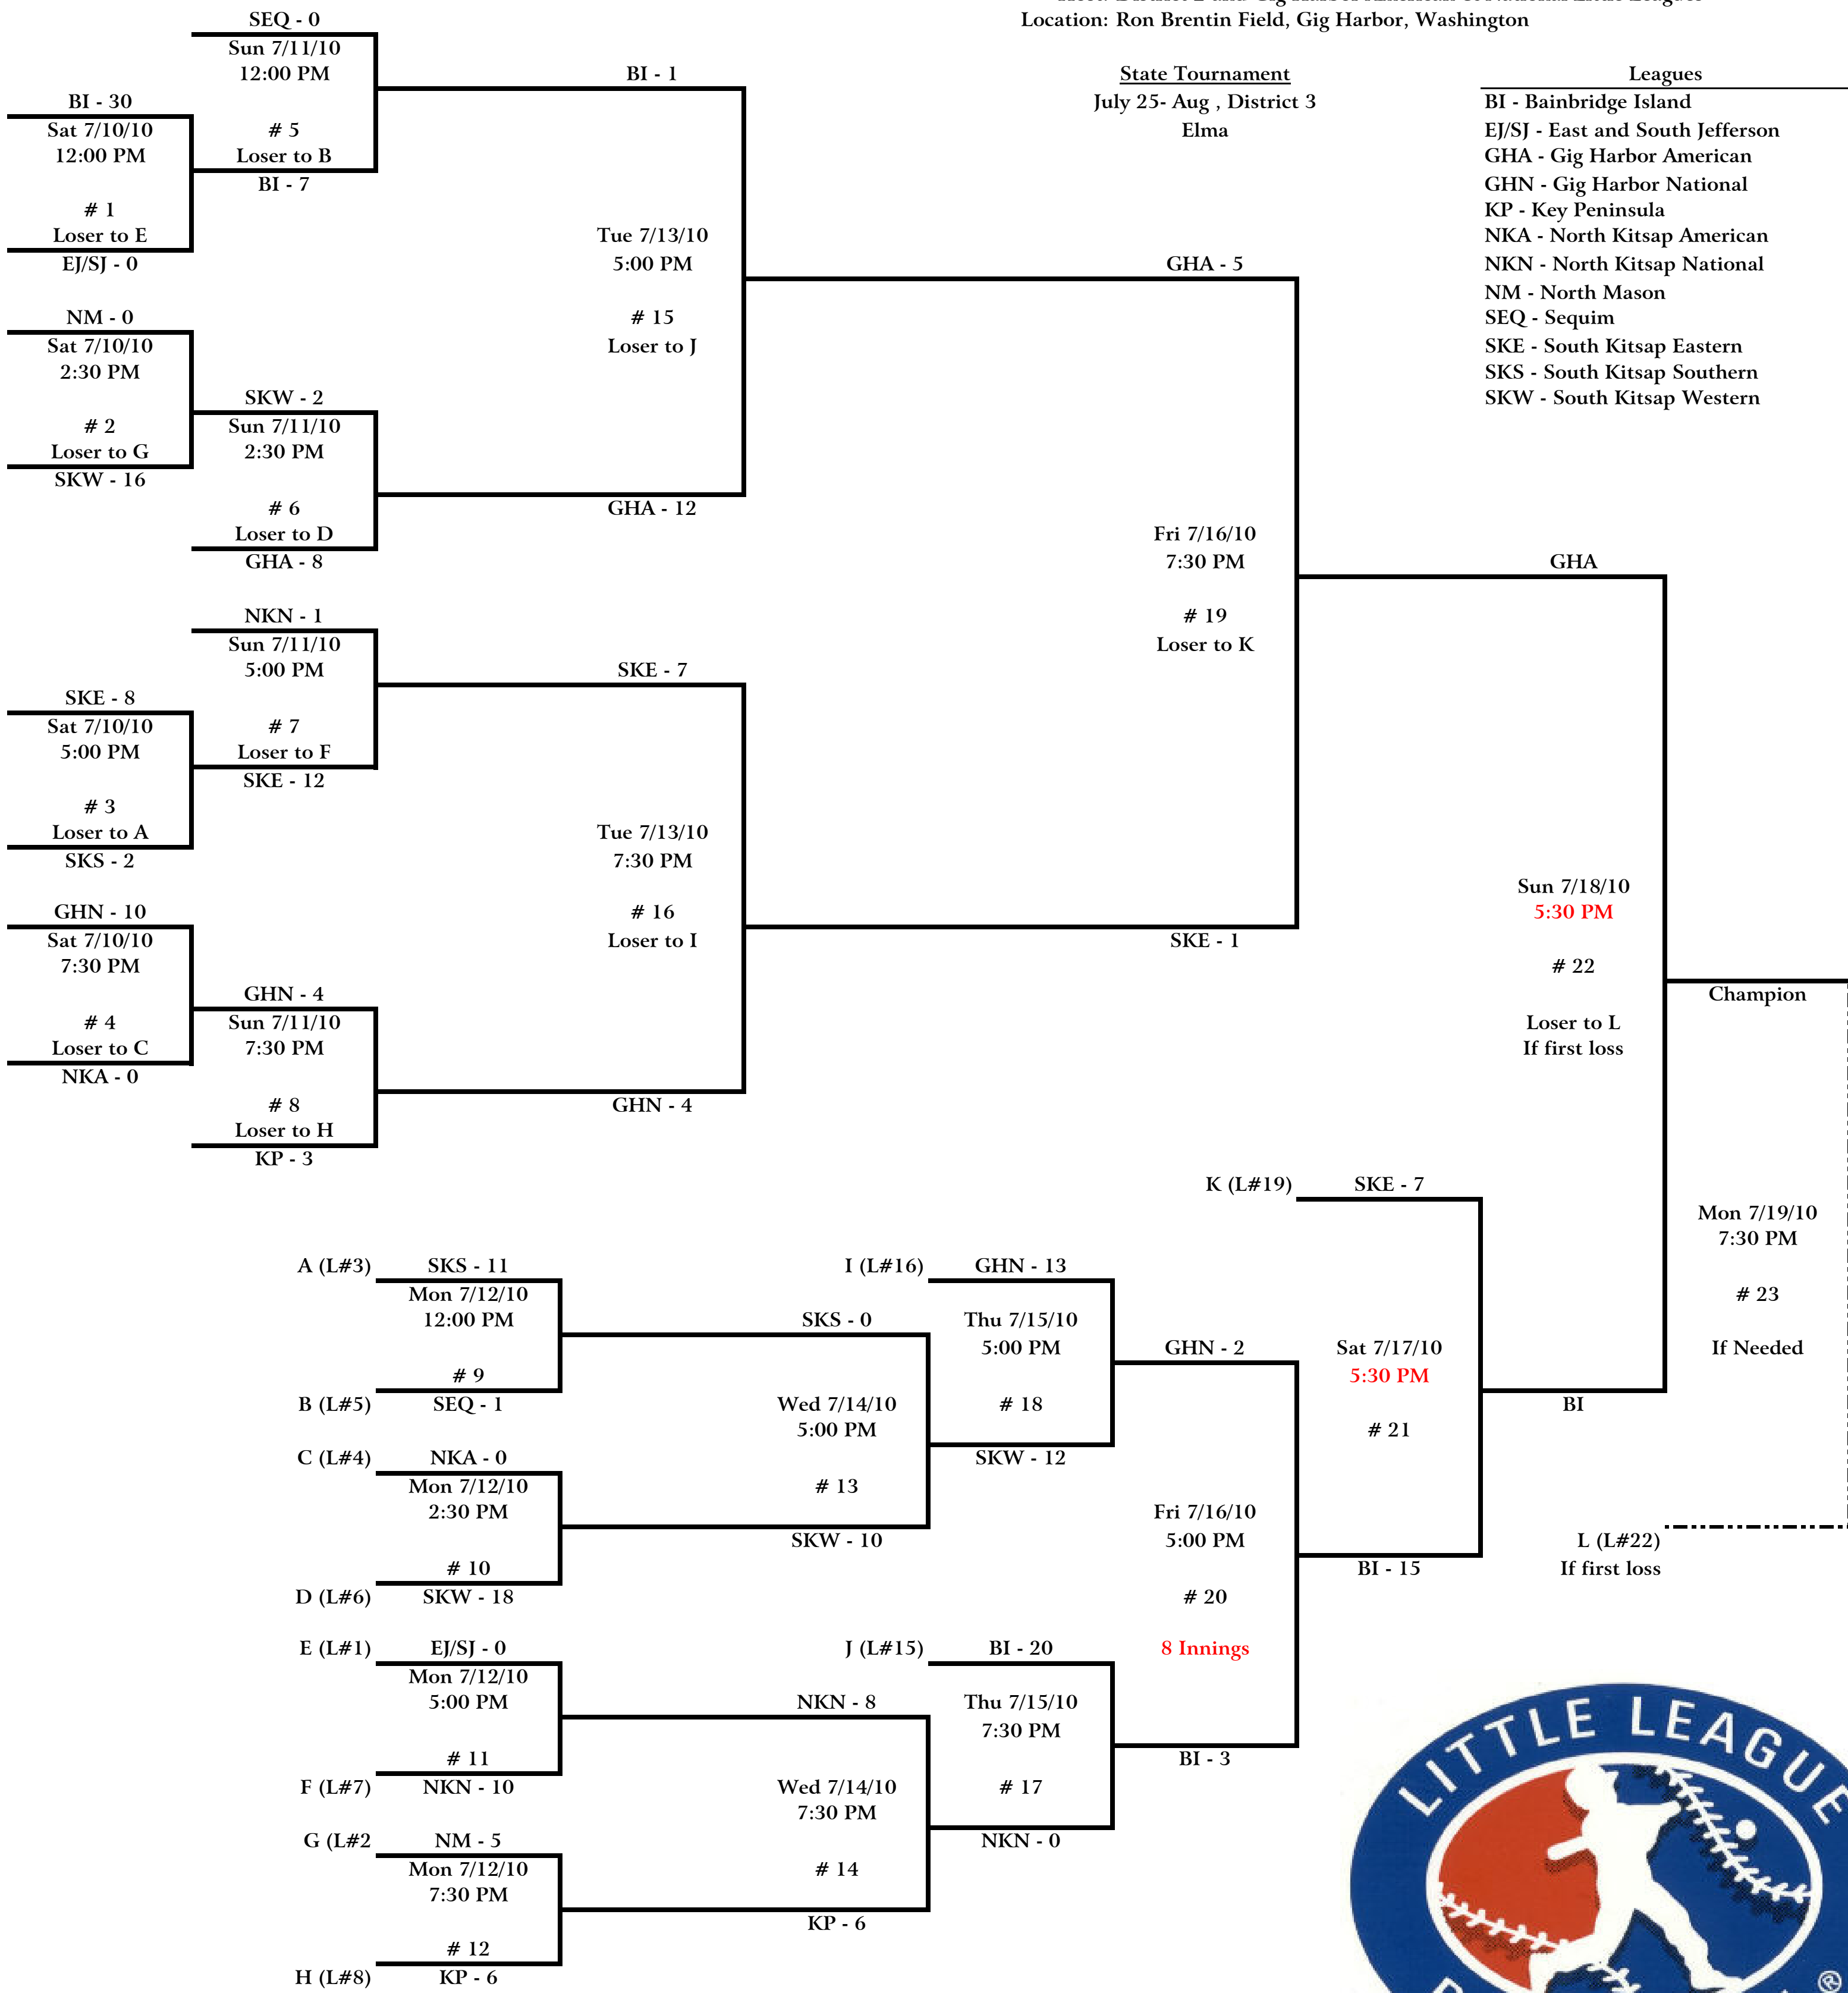 Location: Ron Brentin Field, Gig Harbor, Washington
State Tournament
July 25- Aug , District 3
Elma
Leagues
BI - Bainbridge Island
EJ/SJ - East and South Jefferson
GHA - Gig Harbor American
GHN - Gig Harbor National
KP - Key Peninsula
NKA - North Kitsap American
NKN - North Kitsap National
NM - North Mason
SEQ - Sequim
SKE - South Kitsap Eastern
SKS - South Kitsap Southern
SKW - South Kitsap Western
BI - 30
Sat 7/10/10
12:00 PM
# 1
Loser to E
EJ/SJ - 0
NM - 0
Sat 7/10/10
2:30 PM
# 2
Loser to G
SKW - 16
SKE - 8
Sat 7/10/10
5:00 PM
# 3
Loser to A
SKS - 2
GHN - 10
Sat 7/10/10
7:30 PM
# 4
Loser to C
NKA - 0
SEQ - 0
Sun 7/11/10
12:00 PM
# 5
Loser to B
BI - 7
SKW - 2
Sun 7/11/10
2:30 PM
# 6
Loser to D
GHA - 8
NKN - 1
Sun 7/11/10
5:00 PM
# 7
Loser to F
SKE - 12
GHN - 4
Sun 7/11/10
7:30 PM
# 8
Loser to H
KP - 3
BI - 1
Tue 7/13/10
5:00 PM
# 15
Loser to J
GHA - 12
SKE - 7
Tue 7/13/10
7:30 PM
# 16
Loser to I
GHN - 4
GHA - 5
Fri 7/16/10
7:30 PM
# 19
Loser to K
SKE - 1
GHA
Sun 7/18/10
5:30 PM
# 22
Loser to L
If first loss
BI
Champion
Mon 7/19/10
7:30 PM
# 23
If Needed
L (L#22)
If first loss
A (L#3)
SKS - 11
Mon 7/12/10
12:00 PM
# 9
B (L#5)
SEQ - 1
C (L#4)
NKA - 0
Mon 7/12/10
2:30 PM
# 10
D (L#6)
SKW - 18
E (L#1)
EJ/SJ - 0
Mon 7/12/10
5:00 PM
# 11
F (L#7)
NKN - 10
G (L#2
NM - 5
Mon 7/12/10
7:30 PM
# 12
H (L#8)
KP - 6
SKS - 0
Wed 7/14/10
5:00 PM
# 13
SKW - 10
NKN - 8
Wed 7/14/10
7:30 PM
# 14
KP - 6
I (L#16)
GHN - 13
Thu 7/15/10
5:00 PM
# 18
SKW - 12
J (L#15)
BI - 20
Thu 7/15/10
7:30 PM
# 17
NKN - 0
GHN - 2
Fri 7/16/10
5:00 PM
# 20
8 Innings
BI - 3
K (L#19)
SKE - 7
Sat 7/17/10
5:30 PM
# 21
BI - 15
LITTLE LEAGUE
®